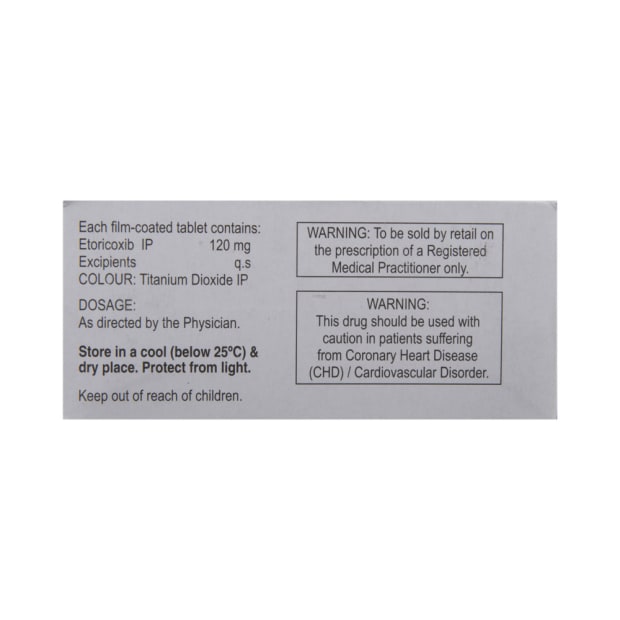 Each film-coated tablet contains:
Etoricoxib IP 120 mg
Excipients q.s
COLOUR: Titanium Dioxide IP
DOSAGE:
As directed by the Physician.
Store in a cool (below 25ºC) &
dry place. Protect from light.
Keep out of reach of children.
WARNING: To be sold by retail on
the prescription of a Registered
Medical Practitioner only.
WARNING:
This drug should be used with
caution in patients suffering
from Coronary Heart Disease
(CHD) / Cardiovascular Disorder.